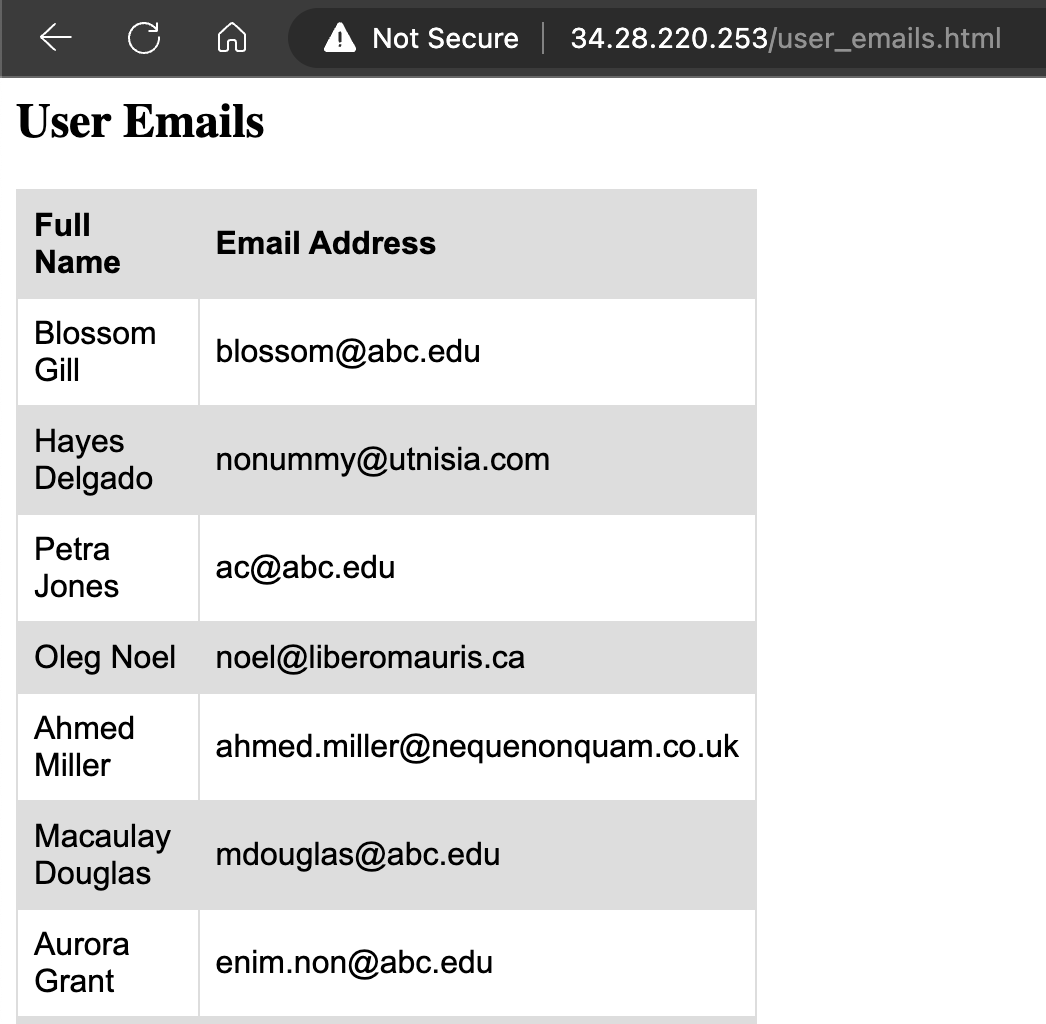 Not Secure 34.28.220.253/user_emails.html
User Emails
Full
Name
Email Address
Blossom
Gill
blossom@abc.edu
Hayes
Delgado
nonummy@utnisia.com
Petra
Jones
ac@abc.edu
Oleg Noel
noel@liberomauris.ca
Ahmed
Miller
ahmed.miller@nequenonquam.co.uk
Macaulay
Douglas
mdouglas@abc.edu
Aurora
Grant
enim.non@abc.edu